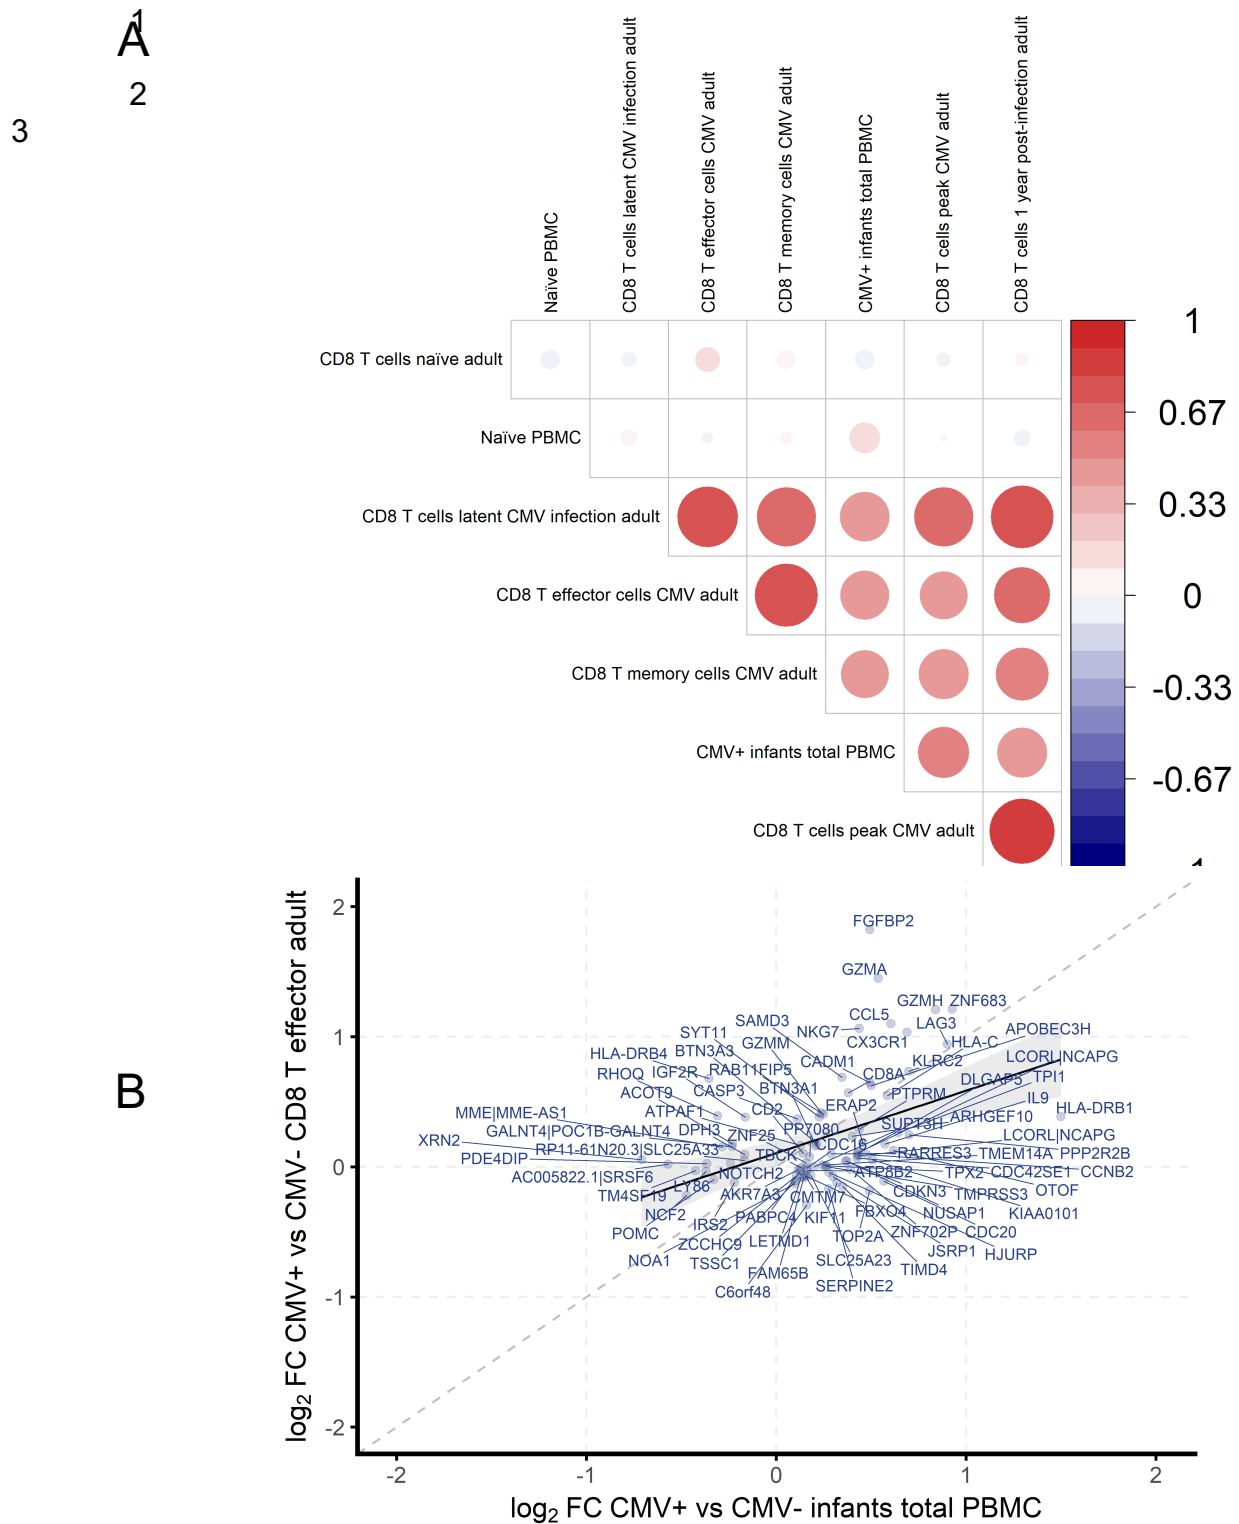 1
A
2
3
Naïve PBMC
CD8 T cells latent CMV infection adult
CD8 T effector cells CMV adult
CD8 T memory cells CMV adult
CMV+ infants total PBMC
CD8 T cells peak CMV adult
CD8 T cells 1 year post-infection adult
CD8 T cells naïve adult
Naïve PBMC
CD8 T cells latent CMV infection adult
CD8 T effector cells CMV adult
CD8 T memory cells CMV adult
CMV+ infants total PBMC
CD8 T cells peak CMV adult
1
0.67
0.33
0
-0.33
-0.67
B
log2 FC CMV+ vs CMV- CD8 T effector adult
2
1
0
-1
-2
FGFBP2
GZMA
GZMH ZNF683
CCL5
LAG3
SAMD3
NKG7
APOBEC3H
SYT11
GZMM
CX3CR1
HLA-C
HLA-DRB4 BTN3A3
CADM1
KLRC2
LCORL|NCAPG
RHOQ IGF2R RAB11FIP5
CD8A
DLGAP5 TPI1
ACOT9 CASP3
BTN3A1
PTPRM
IL9
MME|MME-AS1
ATPAF1
CD2
ERAP2
ARHGEF10
HLA-DRB1
GALNT4|POC1B-GALNT4 DPH3
ZNF25
PP7080
SUPT3H
XRN2
RP11-61N20.3|SLC25A33
CDC16
LCORL|NCAPG
PDE4DIP
TBCK
RARRES3 TMEM14A PPP2R2B
AC005822.1|SRSF6
NOTCH2
ATP8B2
TPX2 CDC42SE1 CCNB2
TM4SF19 LY86
AKR7A3
CMTM7
CDKN3 TMPRSS3 OTOF
NCF2
IRS2 PABPC4 KIF11
FBXO4 NUSAP1 KIAA0101
POMC
ZCCHC9 LETMD1
TOP2A
ZNF702P CDC20
NOA1
TSSC1
SLC25A23
JSRP1 HJURP
FAM65B
TIMD4
C6orf48
SERPINE2
-2
-1
0
1
2
log2 FC CMV+ vs CMV- infants total PBMC